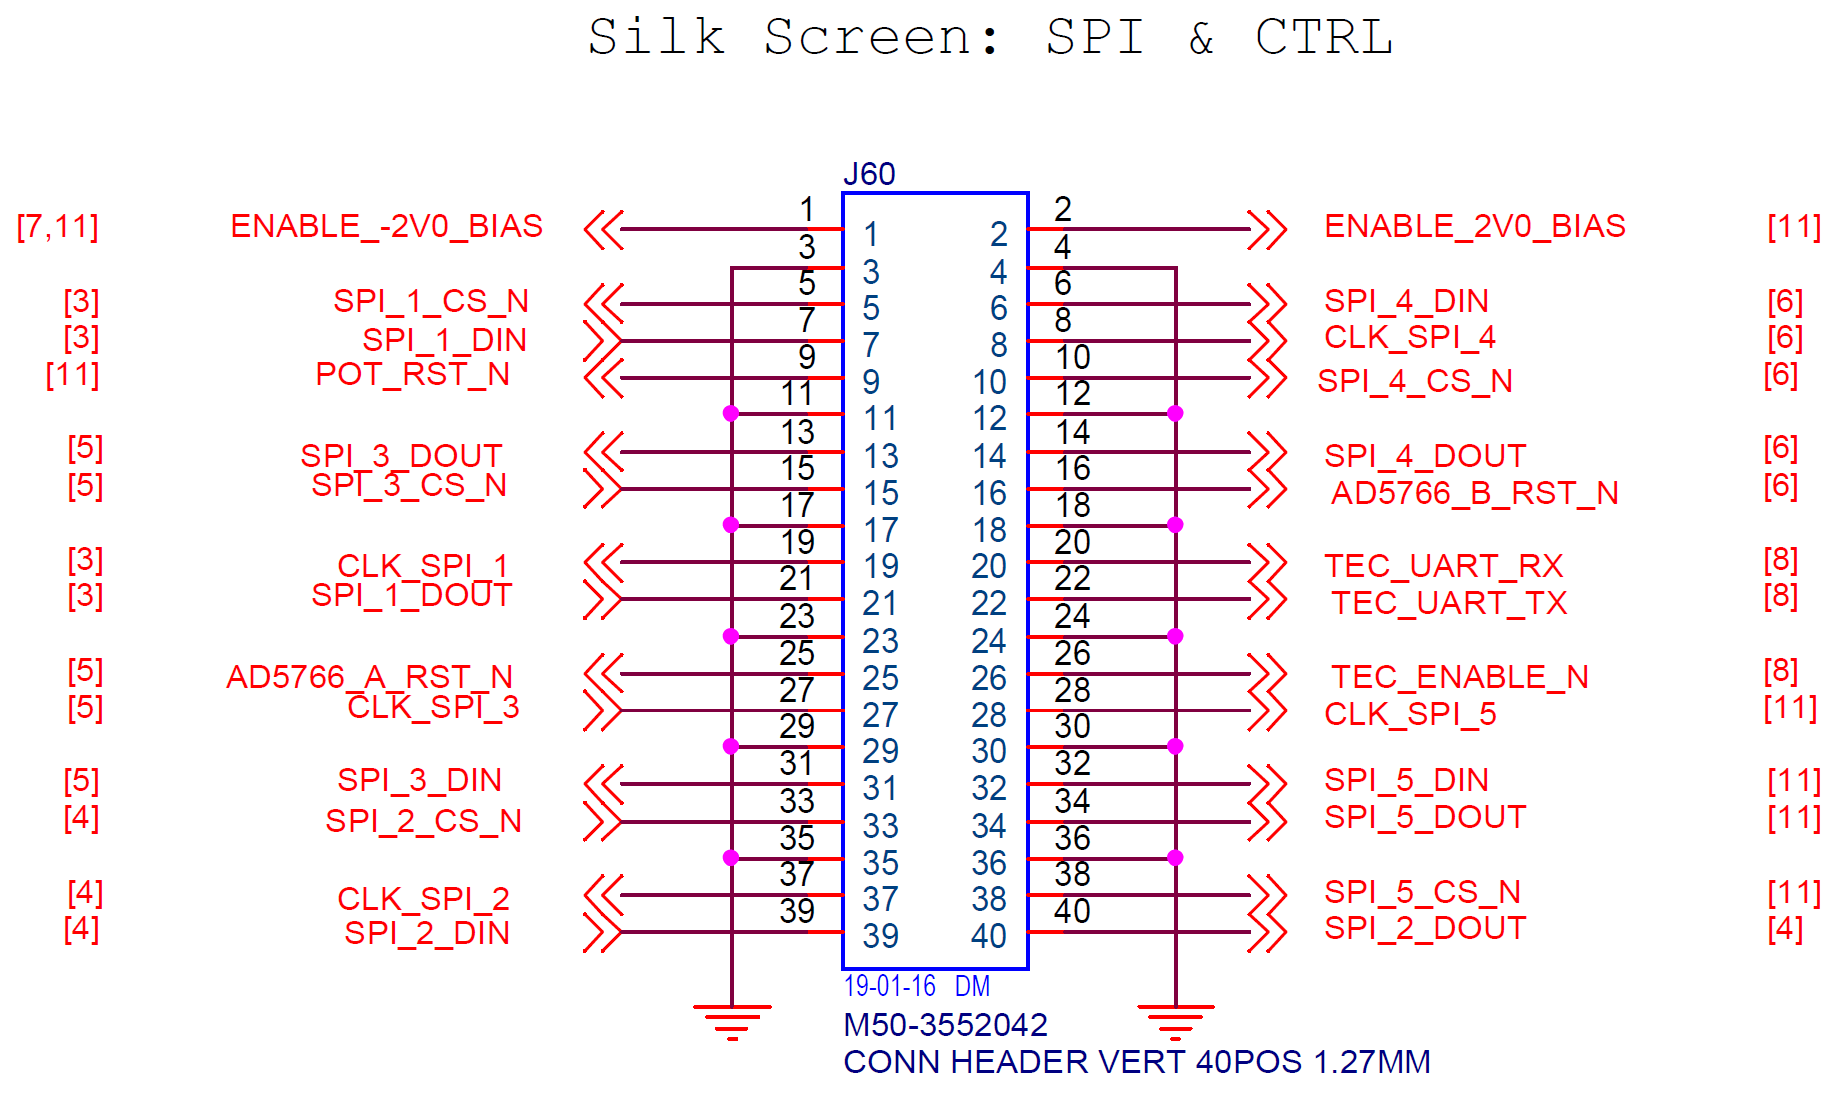 Silk Screen: SPI & CTRL
J60
[7,11] ENABLE_-2V0_BIAS 1 1 2 2 ENABLE_2V0_BIAS [11]
3 3 4 4
[3] SPI_1_CS_N 5 5 6 6 SPI_4_DIN [6]
[3] SPI_1_DIN 7 7 8 8 CLK_SPI_4 [6]
[11] POT_RST_N 9 9 10 10 SPI_4_CS_N [6]
11 11 12 12
[5] SPI_3_DOUT 13 13 14 14 SPI_4_DOUT [6]
[5] SPI_3_CS_N 15 15 16 16 AD5766_B_RST_N [6]
17 17 18 18
[3] CLK_SPI_1 19 19 20 20 TEC_UART_RX [8]
[3] SPI_1_DOUT 21 21 22 22 TEC_UART_TX [8]
23 23 24 24
[5] AD5766_A_RST_N 25 25 26 26 TEC_ENABLE_N [8]
[5] CLK_SPI_3 27 27 28 28 CLK_SPI_5 [11]
29 29 30 30
[5] SPI_3_DIN 31 31 32 32 SPI_5_DIN [11]
[4] SPI_2_CS_N 33 33 34 34 SPI_5_DOUT [11]
35 35 36 36
[4] CLK_SPI_2 37 37 38 38 SPI_5_CS_N [11]
[4] SPI_2_DIN 39 39 40 40 SPI_2_DOUT [4]
19-01-16 DM
M50-3552042
CONN HEADER VERT 40POS 1.27MM